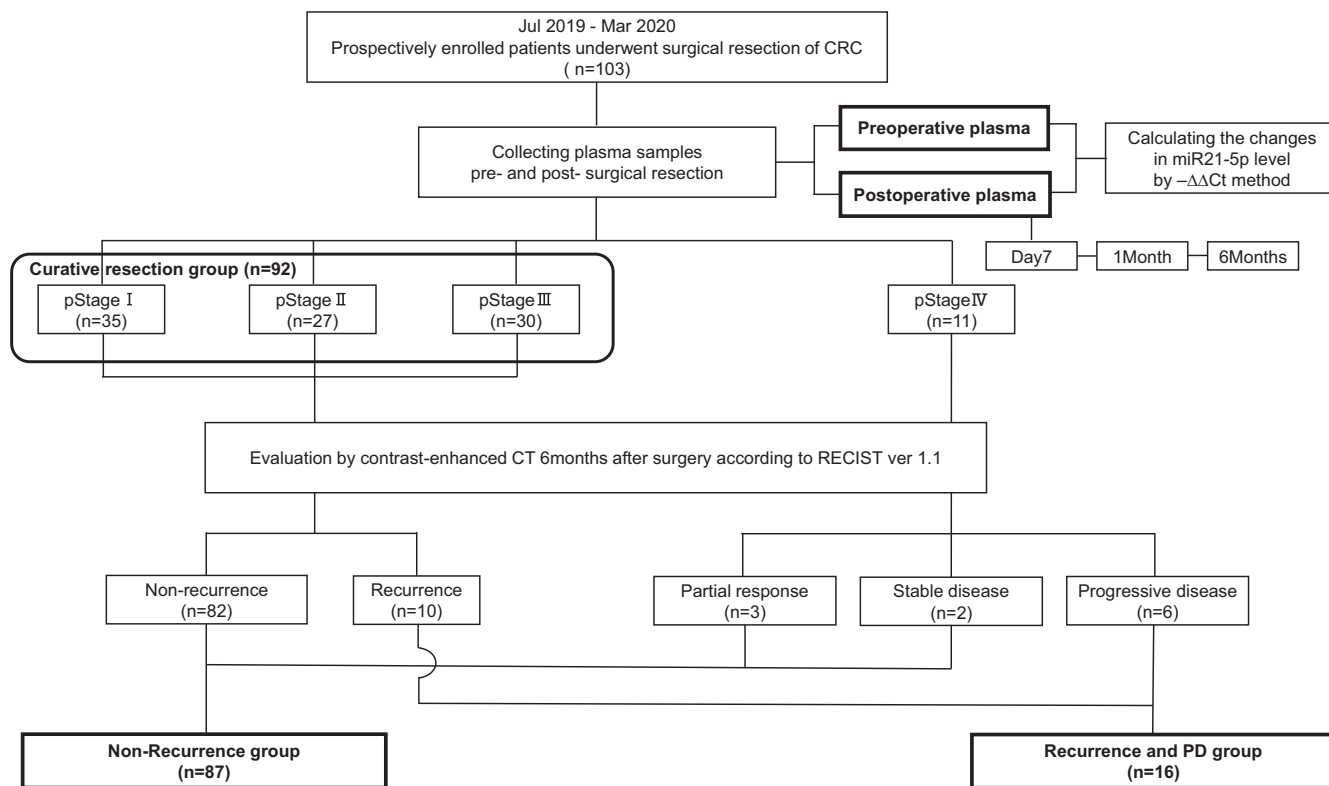 Jul 2019 - Mar 2020
Prospectively enrolled patients underwent surgical resection of CRC
( n=103)
Collecting plasma samples
pre- and post- surgical resection
Preoperative plasma
Postoperative plasma
Calculating the changes
in miR21-5p level
by –ΔΔCt method
Day7
1Month
6Months
Curative resection group (n=92)
pStage Ⅰ
(n=35)
pStage Ⅱ
(n=27)
pStageⅢ
(n=30)
pStageⅣ
(n=11)
Evaluation by contrast-enhanced CT 6months after surgery according to RECIST ver 1.1
Non-recurrence
(n=82)
Recurrence
(n=10)
Partial response
(n=3)
Stable disease
(n=2)
Progressive disease
(n=6)
Non-Recurrence group
(n=87)
Recurrence and PD group
(n=16)